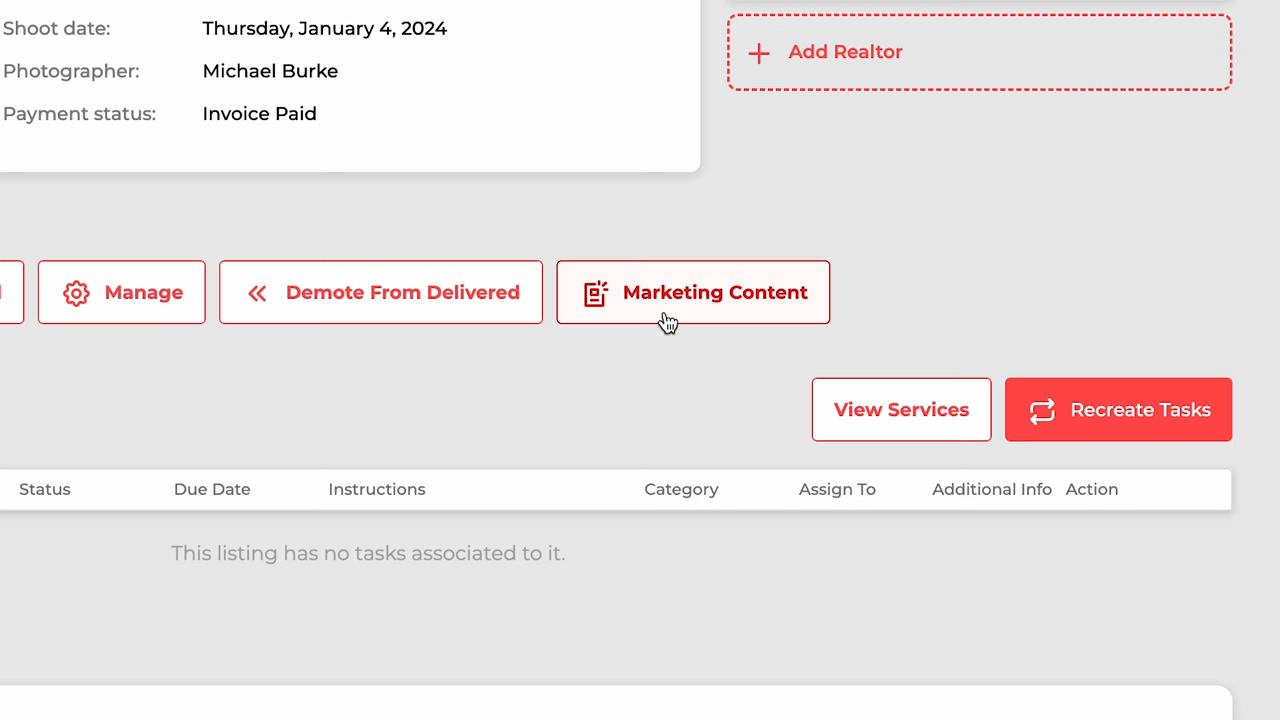 Shoot date: Thursday, January 4, 2024
Add Realtor
Photographer: Michael Burke
Payment status: Invoice Paid
Manage
Demote From Delivered
Marketing Content
View Services
Recreate Tasks
Status Due Date Instructions Category Assign To Additional Info Action
This listing has no tasks associated to it.